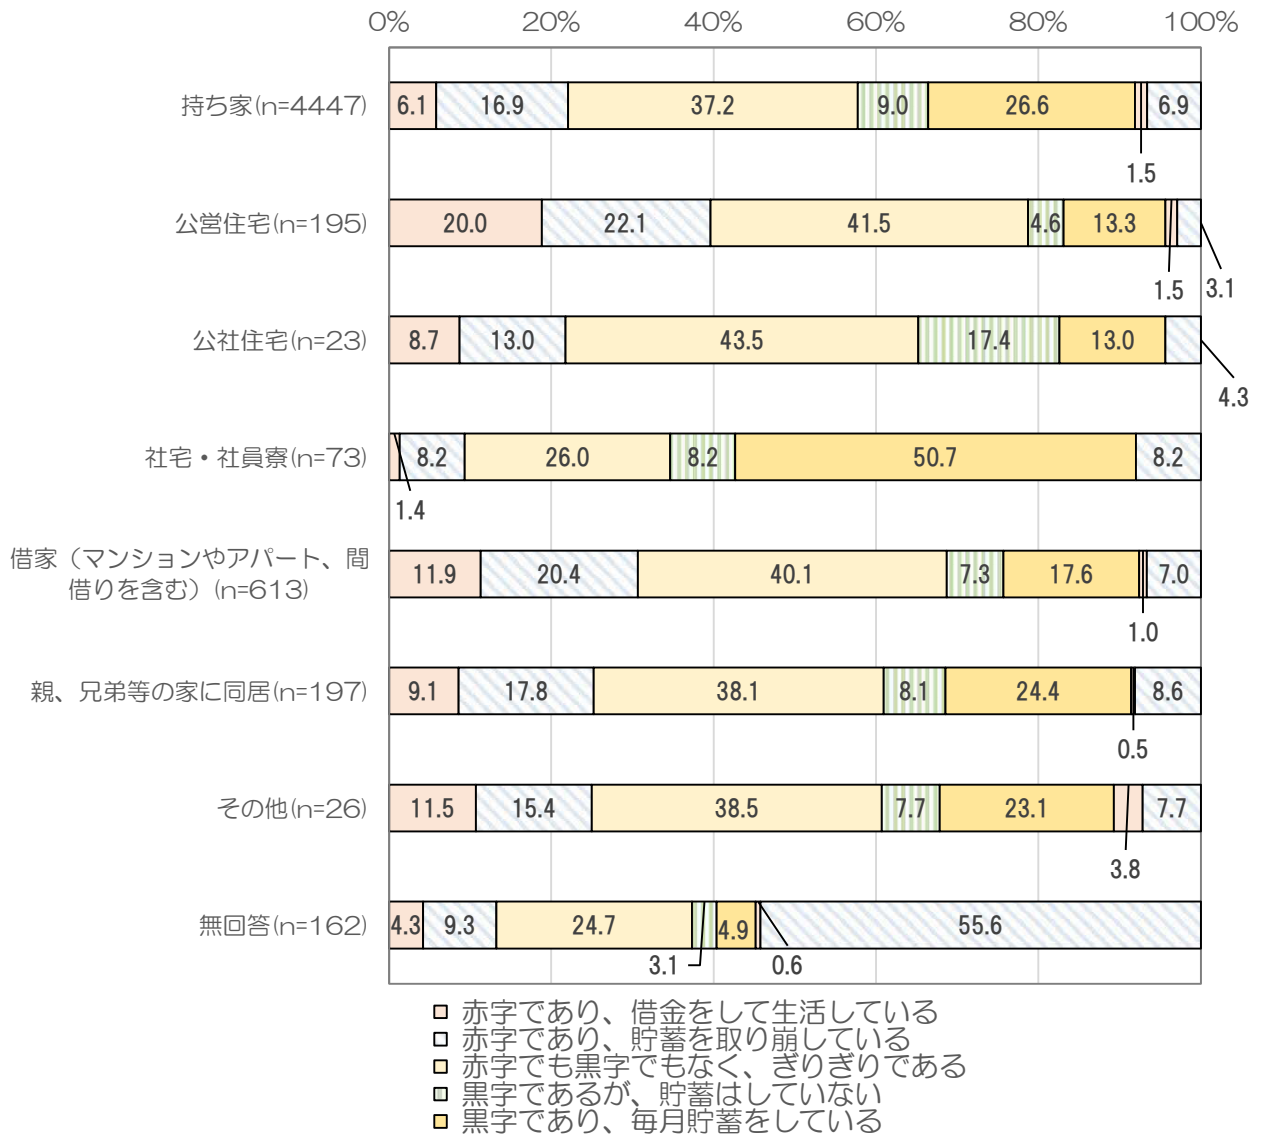 0% 20% 40% 60% 80% 100%
持ち家(n=4447) 6.1 16.9 37.2 9.0 26.6 6.9
1.5
公営住宅(n=195) 20.0 22.1 41.5 4.6 13.3
1.5 3.1
公社住宅(n=23) 8.7 13.0 43.5 17.4 13.0
4.3
社宅・社員寮(n=73) 8.2 26.0 8.2 50.7 8.2
1.4
借家（マンションやアパート、間
借りを含む）(n=613) 11.9 20.4 40.1 7.3 17.6 7.0
1.0
親、兄弟等の家に同居(n=197) 9.1 17.8 38.1 8.1 24.4 8.6
0.5
その他(n=26) 11.5 15.4 38.5 7.7 23.1 7.7
3.8
無回答(n=162) 4.3 9.3 24.7 4.9 55.6
3.1 0.6
赤字であり、借金をして生活している
赤字であり、貯蓄を取り崩している
赤字でも黒字でもなく、ぎりぎりである
黒字であるが、貯蓄はしていない
黒字であり、毎月貯蓄をしている